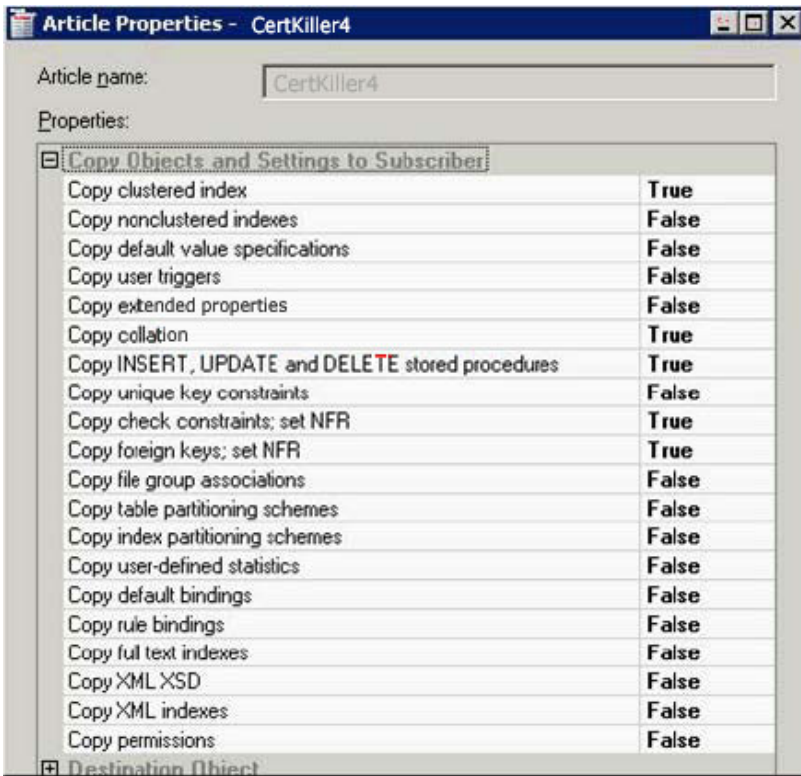 Article Properties - CertKiller4
Article name: CertKiller4
Properties:
Copy Objects and Settings to Subscriber
Copy clustered index True
Copy nonclustered indexes False
Copy default value specifications False
Copy user triggers False
Copy extended properties False
Copy collation True
Copy INSERT, UPDATE and DELETE stored procedures True
Copy unique key constraints False
Copy check constraints; set NFR True
Copy foreign keys; set NFR True
Copy file group associations False
Copy table partitioning schemes False
Copy index partitioning schemes False
Copy user-defined statistics False
Copy default bindings False
Copy rule bindings False
Copy full text indexes False
Copy XML XSD False
Copy XML indexes False
Copy permissions False
Destination Object